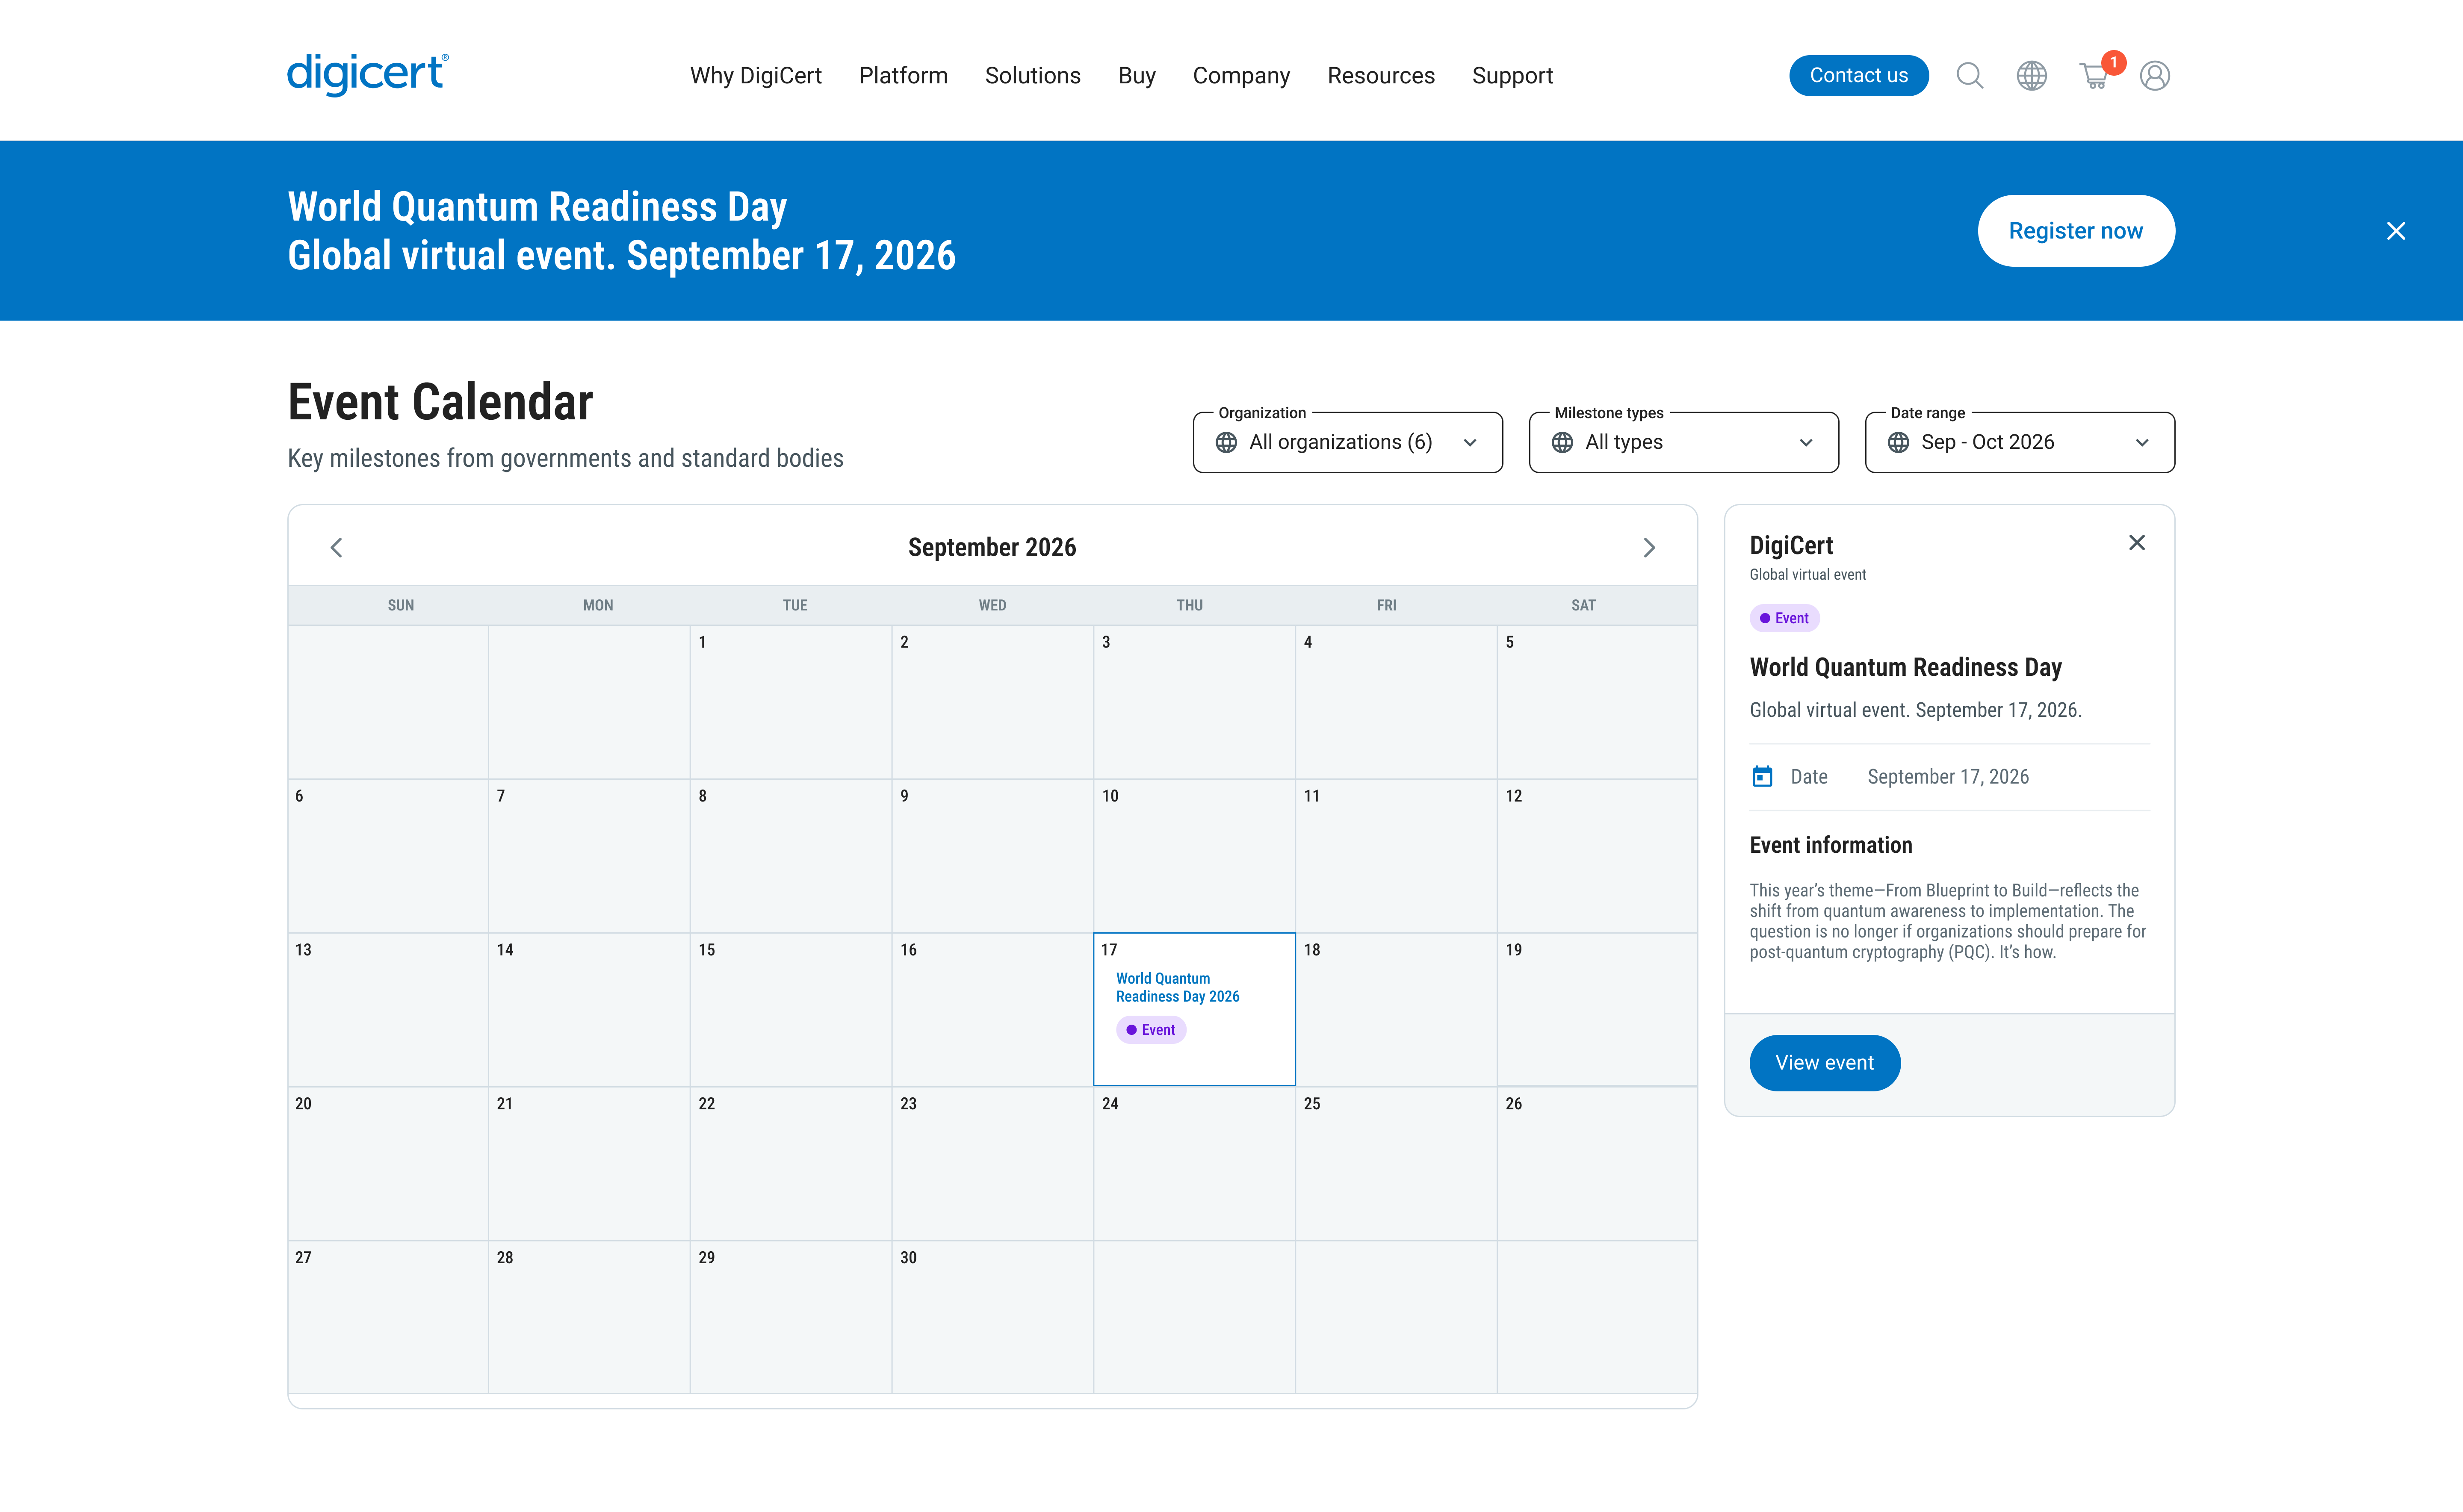 digicert®
Why DigiCert Platform Solutions Buy Company Resources Support
Contact us
1
World Quantum Readiness Day
Global virtual event. September 17, 2026
Register now
Event Calendar
Key milestones from governments and standard bodies
Organization
All organizations (6)
Milestone types
All types
Date range
Sep - Oct 2026
September 2026
SUN MON TUE WED THU FRI SAT
1 2 3 4 5
6 7 8 9 10 11 12
13 14 15 16 17 18 19
World Quantum
Readiness Day 2026
Event
20 21 22 23 24 25 26
27 28 29 30
DigiCert
Global virtual event
Event
World Quantum Readiness Day
Global virtual event. September 17, 2026.
Date September 17, 2026
Event information
This year’s theme—From Blueprint to Build—reflects the
shift from quantum awareness to implementation. The
question is no longer if organizations should prepare for
post-quantum cryptography (PQC). It’s how.
View event